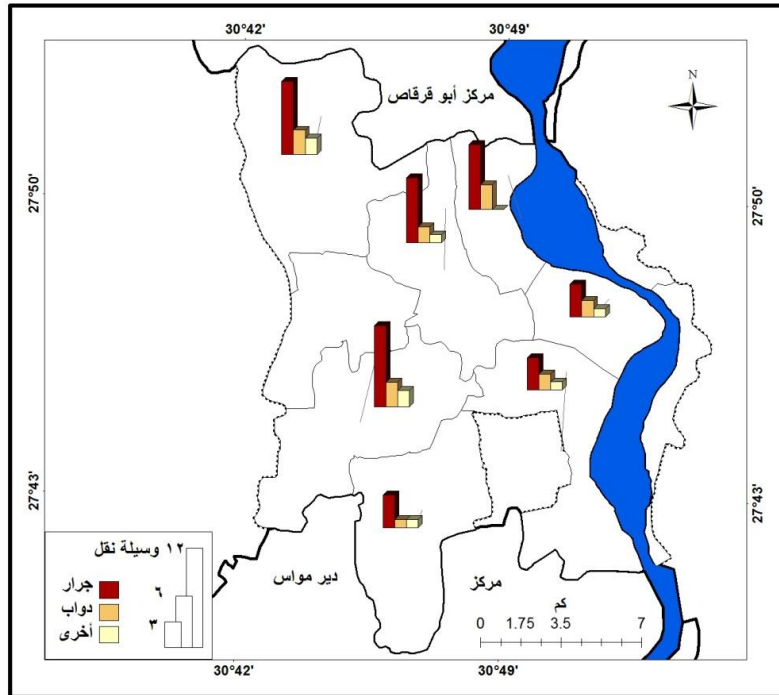 30°42'
30°49'
مركز أبو قرقاص
N
27°50'
27°50'
27°43'
27°43'
١٢ وسيلة نقل
٦
٣
جرار
دواب
أخرى
مركز
دير مواس
كم
0 1.75 3.5 7
30°42'
30°49'